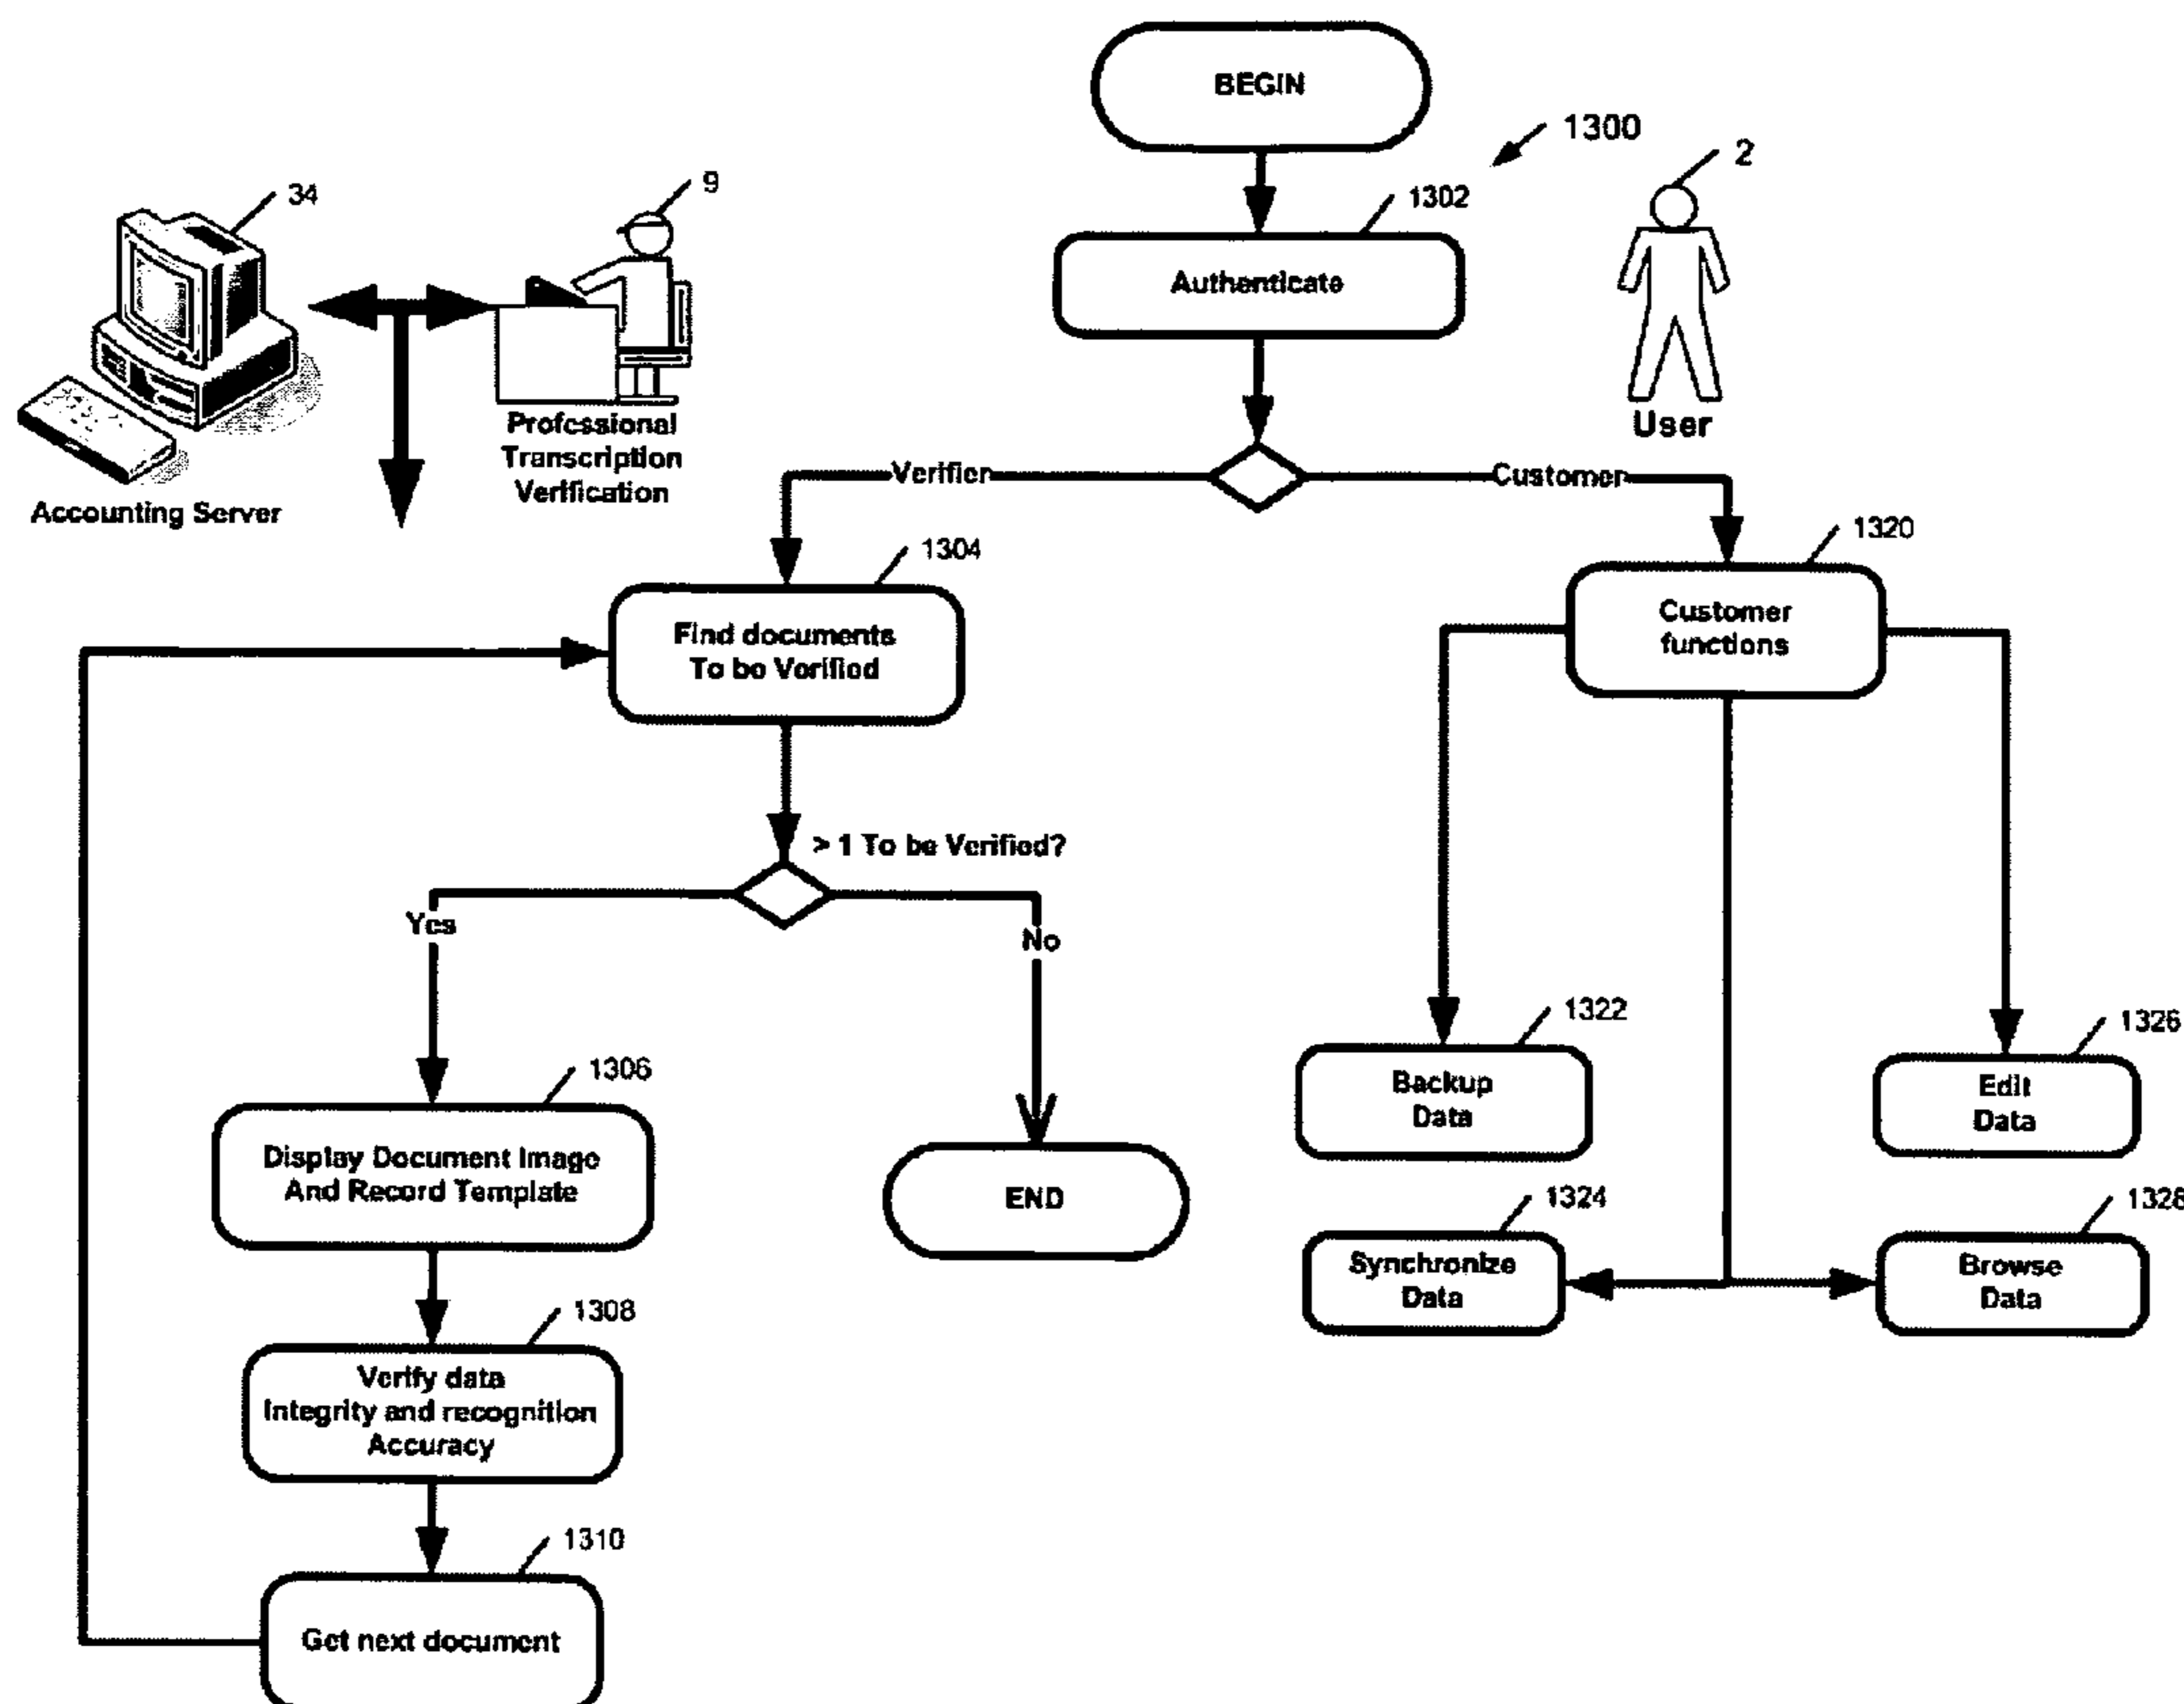 BEGIN
1300
2
34
9
1302
Authenticate
User
Professional
Transcription
Verification
Accounting Server
Verifier
Customer
1304
1320
Find documents
To be Verified
Customer
functions
> 1 To be Verified?
Yes
No
1322
1326
Backup
Data
Edit
Data
1306
Display Document Image
And Record Template
END
1324
1328
Synchronize
Data
Browse
Data
1308
Verify data
Integrity and recognition
Accuracy
1310
Get next document